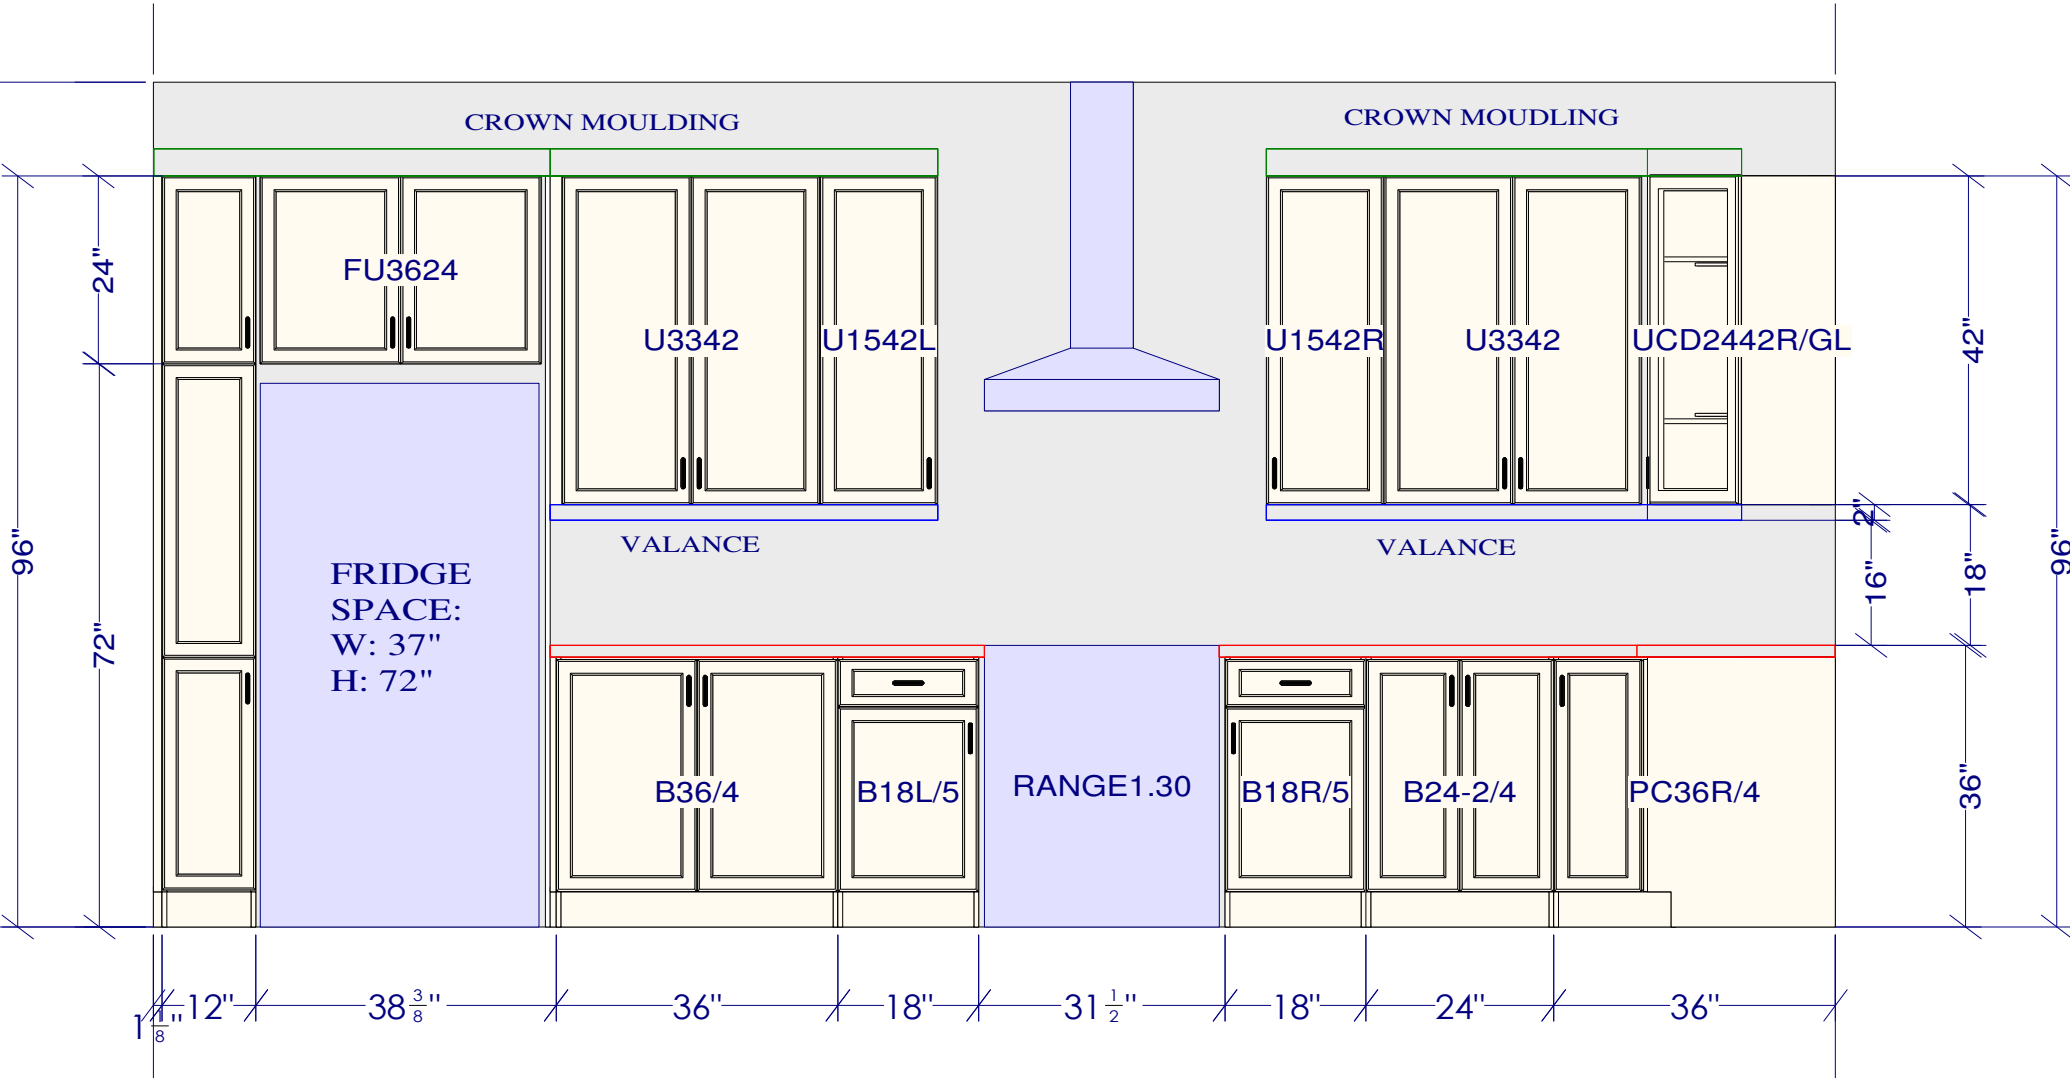 CROWN MOULDING
CROWN MOUDLING
FU3624
U3342
U1542L
U1542R
U3342
UCD2442R/GL
24"
42"
96"
2"
96"
VALANCE
VALANCE
16"
18"
FRIDGE
SPACE:
W: 37"
H: 72"
72"
B36/4
B18L/5
RANGE1.30
B18R/5
B24-2/4
PC36R/4
36"
1 1/8"
12"
38 3/8"
36"
18"
31 1/2"
18"
24"
36"